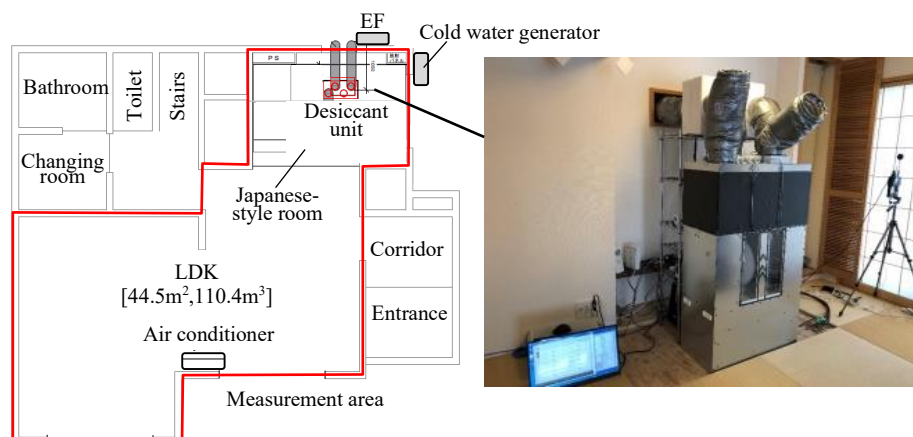 EF
Cold water generator
PS
Bathroom
Toilet
Stairs
Desiccant
unit
Changing
room
Japanese-
style room
Corridor
LDK
[44.5m²,110.4m³]
Entrance
Air conditioner
Measurement area